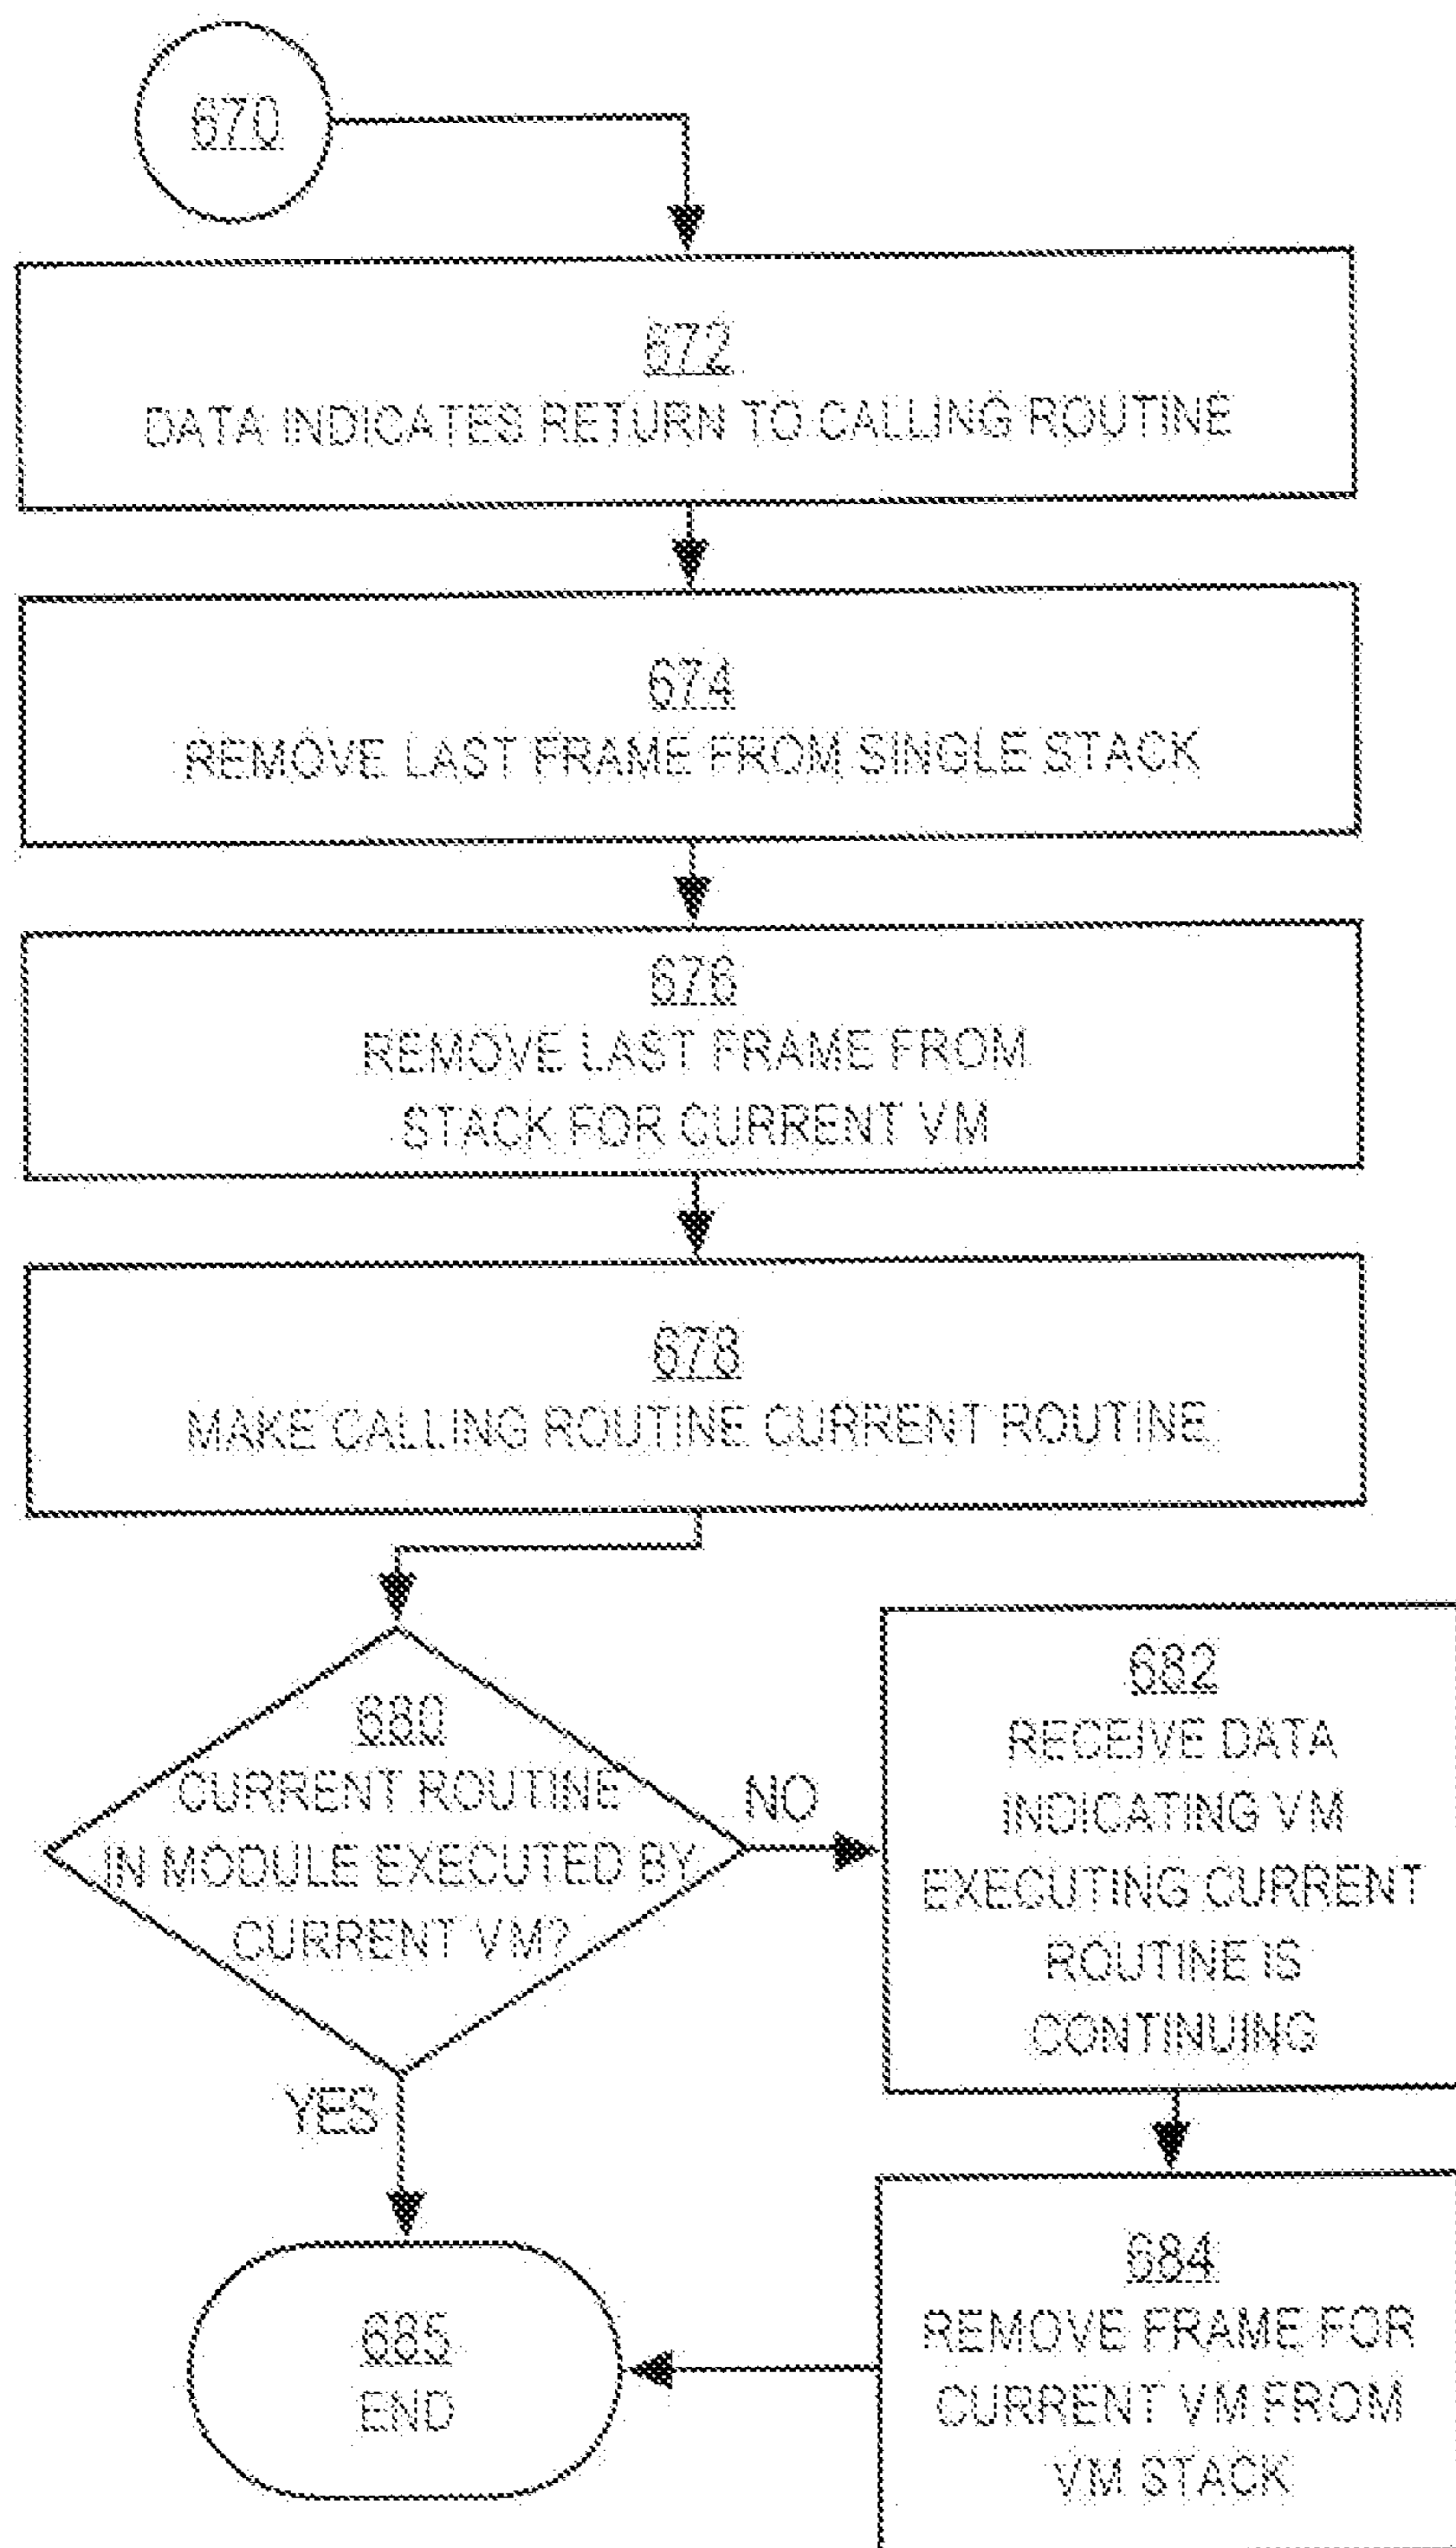 670
672
DATA INDICATES RETURN TO CALLING ROUTINE
674
REMOVE LAST FRAME FROM SINGLE STACK
676
REMOVE LAST FRAME FROM
STACK FOR CURRENT VM
678
MAKE CALLING ROUTINE CURRENT ROUTINE
680
CURRENT ROUTINE
IN MODULE EXECUTED BY
CURRENT VM?
NO
YES
682
RECEIVE DATA
INDICATING VM
EXECUTING CURRENT
ROUTINE IS
CONTINUING
684
REMOVE FRAME FOR
CURRENT VM FROM
VM STACK
685
END